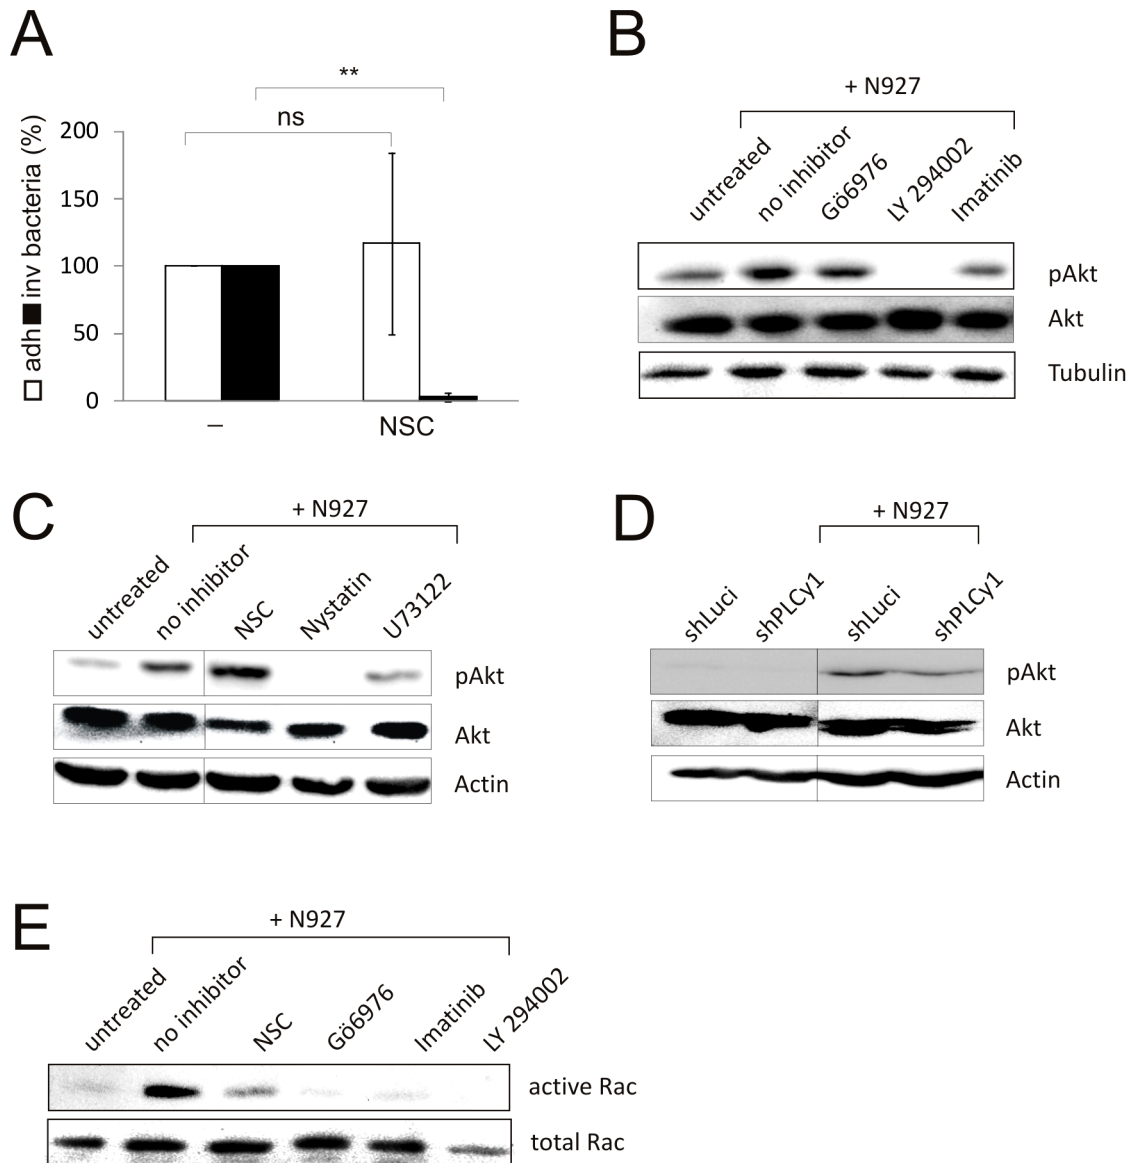 A
**
ns
200
150
100
50
0
adh inv bacteria (%)
–
NSC
B
+ N927
untreated
no inhibitor
Gö6976
LY 294002
Imatinib
pAkt
Akt
Tubulin
C
+ N927
untreated
no inhibitor
NSC
Nystatin
U73122
pAkt
Akt
Actin
D
+ N927
shLuci
shPLCγ1
shLuci
shPLCγ1
pAkt
Akt
Actin
E
+ N927
untreated
no inhibitor
NSC
Gö6976
Imatinib
LY 294002
active Rac
total Rac